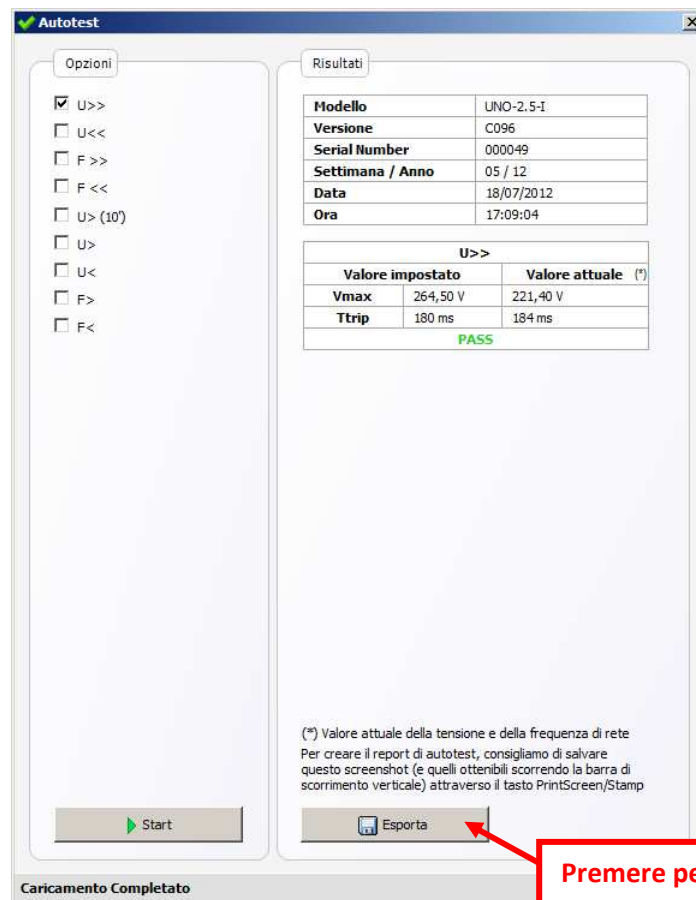 Autotest
Opzioni
U>>
U<<
F >>
F <<
U> (10')
U>
U<
F>
F<
Start
Risultati
Modello UNO-2.5-I
Versione C096
Serial Number 000049
Settimana / Anno 05 / 12
Data 18/07/2012
Ora 17:09:04
U>>
Valore impostato Valore attuale (*)
Vmax 264,50 V 221,40 V
Ttrip 180 ms 184 ms
PASS
(*) Valore attuale della tensione e della frequenza di rete
Per creare il report di autotest, consigliamo di salvare
questo screenshot (e quelli ottenibili scorrendo la barra di
scorrimento verticale) attraverso il tasto PrintScreen/Stamp
Esporta
Premere pe
Caricamento Completato